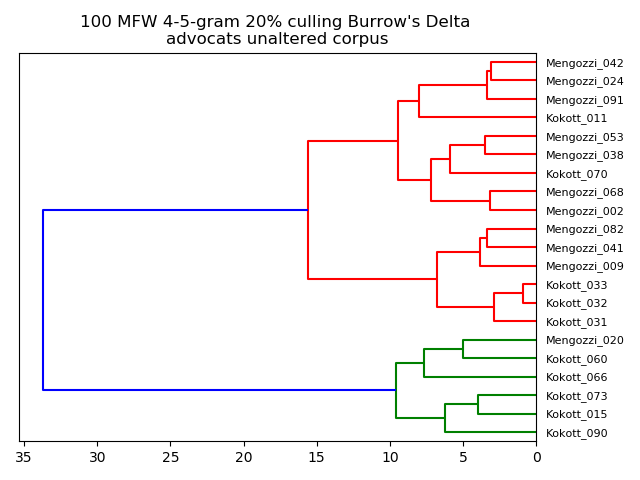 100 MFW 4-5-gram 20% culling Burrow's Delta
advocats unaltered corpus
Mengozzi_042
Mengozzi_024
Mengozzi_091
Kokott_011
Mengozzi_053
Mengozzi_038
Kokott_070
Mengozzi_068
Mengozzi_002
Mengozzi_082
Mengozzi_041
Mengozzi_009
Kokott_033
Kokott_032
Kokott_031
Mengozzi_020
Kokott_060
Kokott_066
Kokott_073
Kokott_015
Kokott_090
35 30 25 20 15 10 5 0